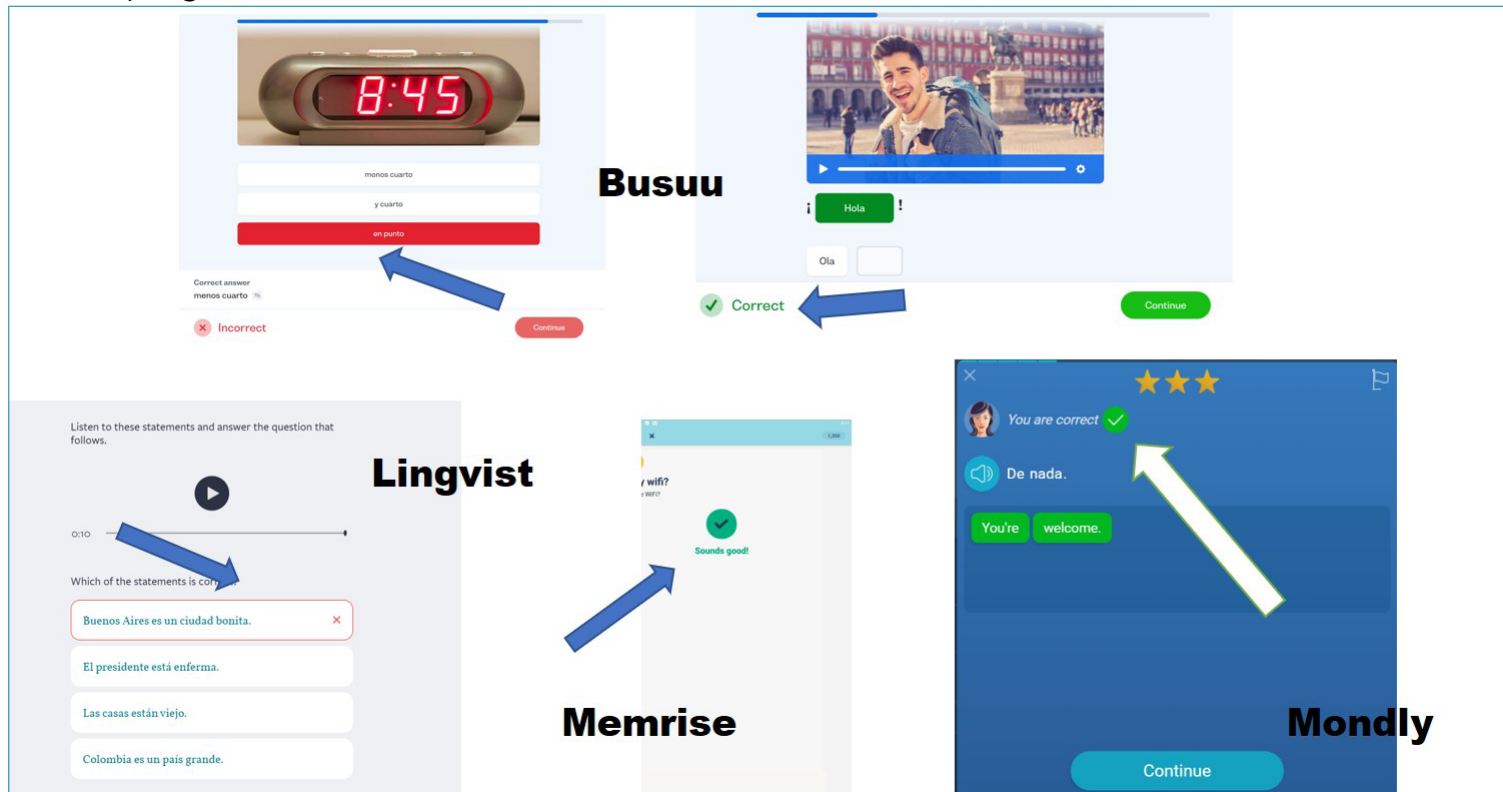 8:45
menos cuarto
y cuarto
en punto
Correct answer
menos cuarto
Incorrect
Continue
Busuu
¡ Hola !
Ola
Correct
Continue
Listen to these statements and answer the question that
follows.
0:10
Which of the statements is
Buenos Aires es un ciudad bonita.
El presidente está enferma.
Las casas están viejo.
Colombia es un país grande.
Lingvist
wifi?
WiFi?
Sounds good!
Memrise
You are correct
De nada.
You're welcome.
Continue
Mondly